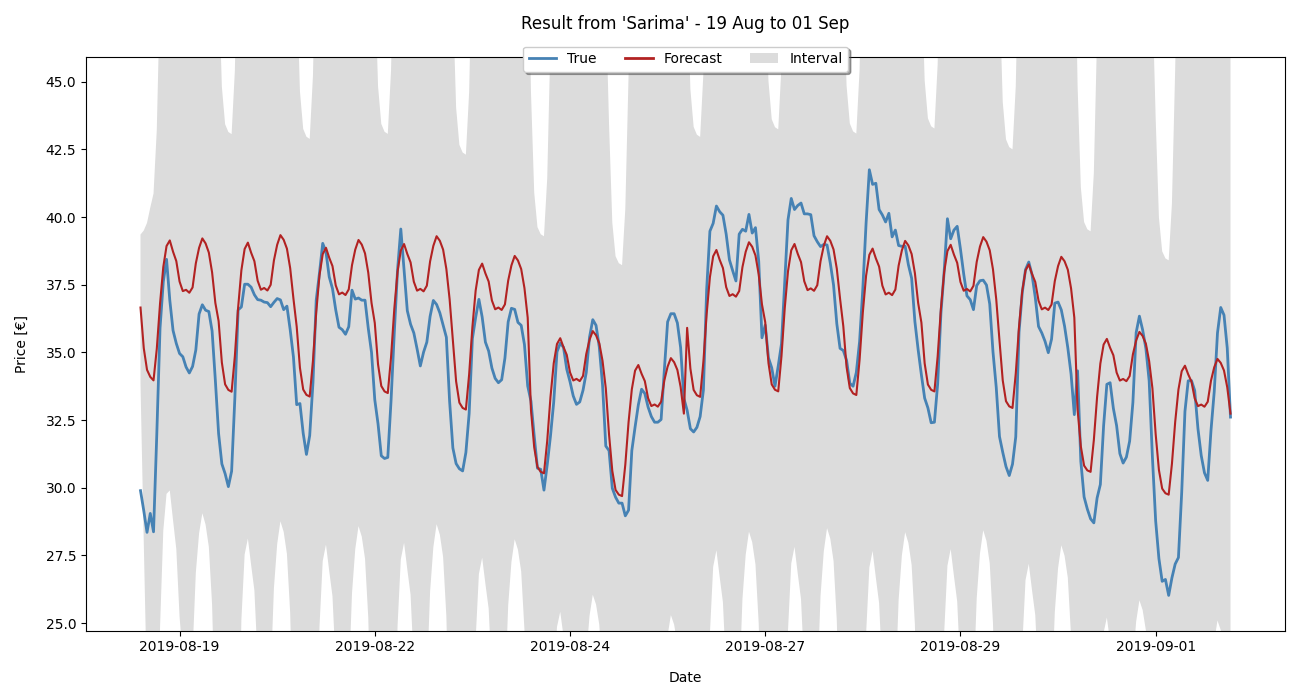 Result from 'Sarima' - 19 Aug to 01 Sep
True Forecast Interval
45.0
42.5
40.0
37.5
35.0
32.5
30.0
27.5
25.0
Price [€]
2019-08-19 2019-08-22 2019-08-24 2019-08-27 2019-08-29 2019-09-01
Date